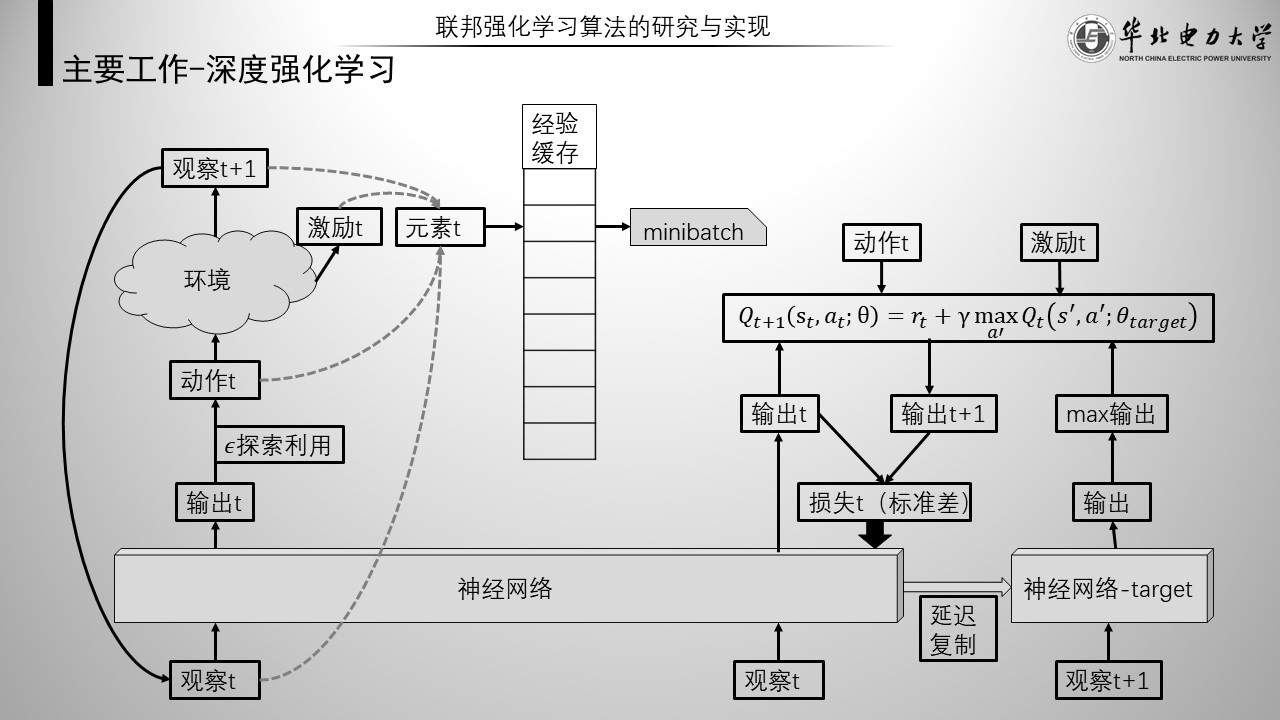 联邦强化学习算法的研究与实现
华北电力大学
NORTH CHINA ELECTRIC POWER UNIVERSITY
主要工作-深度强化学习
经验
缓存
观察t+1
激励t
元素t
minibatch
环境
动作t
ϵ探索利用
输出t
神经网络
观察t
动作t
激励t
Q_{t+1}(s_t, a_t; θ) = r_t + γ max_{a′} Q_t(s′, a′; θ_{target})
输出t
输出t+1
max输出
损失t（标准差）
输出
神经网络-target
延迟
复制
观察t
观察t+1